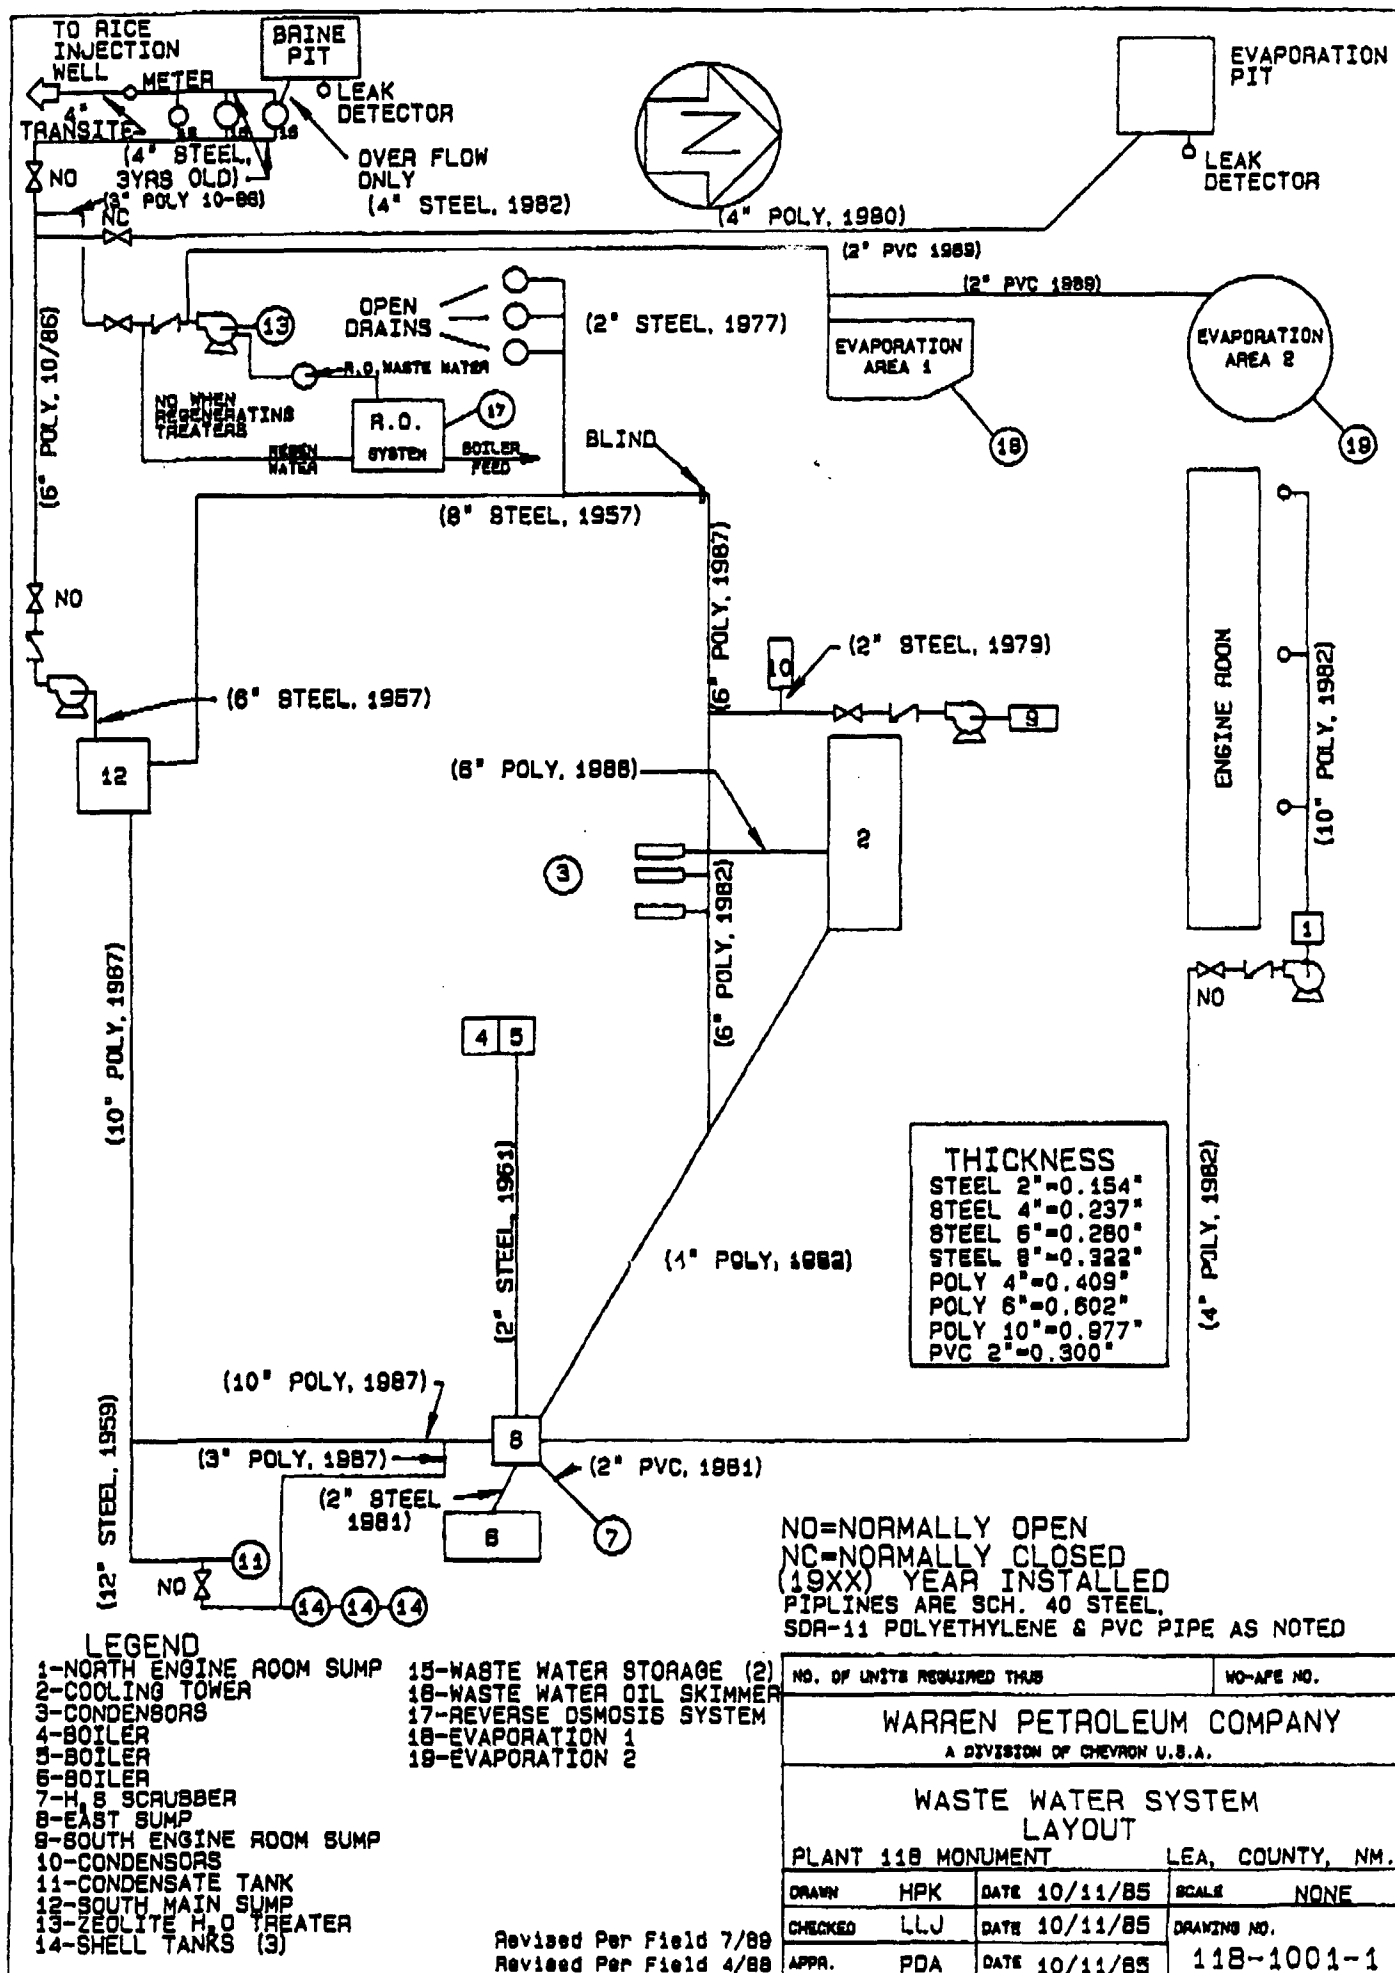 TO RICE
INJECTION
WELL
METER
BRINE
PIT
LEAK
DETECTOR
4"
TRANSITE
15
(4" STEEL,
3YRS OLD)
OVER FLOW
ONLY
(4" STEEL, 1982)
NO
(3" POLY 10-86)
NC
N
EVAPORATION
PIT
LEAK
DETECTOR
(4" POLY, 1980)
(2" PVC 1989)
(2" PVC 1989)
OPEN
DRAINS
(2" STEEL, 1977)
13
R.O. WASTE WATER
EVAPORATION
AREA 1
EVAPORATION
AREA 2
(6" POLY, 10/86)
NO WHEN
REGENERATING
TREATERS
R.O.
SYSTEM
17
REGEN
WATER
BOILER
FEED
BLIND
18
19
(8" STEEL, 1957)
(6" POLY, 1987)
NO
10
(2" STEEL, 1979)
(6" STEEL, 1957)
9
ENGINE ROOM
(10" POLY, 1982)
12
(6" POLY, 1988)
2
3
(6" POLY, 1982)
1
NO
(10" POLY, 1987)
4
5
(2" STEEL, 1961)
THICKNESS
STEEL 2"=0.154"
STEEL 4"=0.237"
STEEL 6"=0.280"
STEEL 8"=0.322"
POLY 4"=0.409"
POLY 6"=0.602"
POLY 10"=0.977"
PVC 2"=0.300"
(4" POLY, 1982)
POLY, 1982)
(12" STEEL, 1959)
(10" POLY, 1987)
(3" POLY, 1987)
8
(2" PVC, 1981)
(2" STEEL
1981)
6
7
11
NO
14
14
14
NO=NORMALLY OPEN
NC=NORMALLY CLOSED
(19XX) YEAR INSTALLED
PIPLINES ARE SCH. 40 STEEL,
SDR-11 POLYETHYLENE & PVC PIPE AS NOTED
LEGEND
1-NORTH ENGINE ROOM SUMP
2-COOLING TOWER
3-CONDENSORS
4-BOILER
5-BOILER
6-BOILER
7-H2S SCRUBBER
8-EAST SUMP
9-SOUTH ENGINE ROOM SUMP
10-CONDENSORS
11-CONDENSATE TANK
12-SOUTH MAIN SUMP
13-ZEOLITE H2O TREATER
14-SHELL TANKS (3)
15-WASTE WATER STORAGE (2)
16-WASTE WATER OIL SKIMMER
17-REVERSE OSMOSIS SYSTEM
18-EVAPORATION 1
19-EVAPORATION 2
Revised Per Field 7/89
Revised Per Field 4/88
NO. OF UNITS REQUIRED THUS
WO-AFE NO.
WARREN PETROLEUM COMPANY
A DIVISION OF CHEVRON U.S.A.
WASTE WATER SYSTEM
LAYOUT
PLANT 118 MONUMENT LEA, COUNTY, NM.
DRAWN HPK DATE 10/11/85 SCALE NONE
CHECKED LLJ DATE 10/11/85 DRAWING NO.
APPR. PDA DATE 10/11/85 118-1001-1